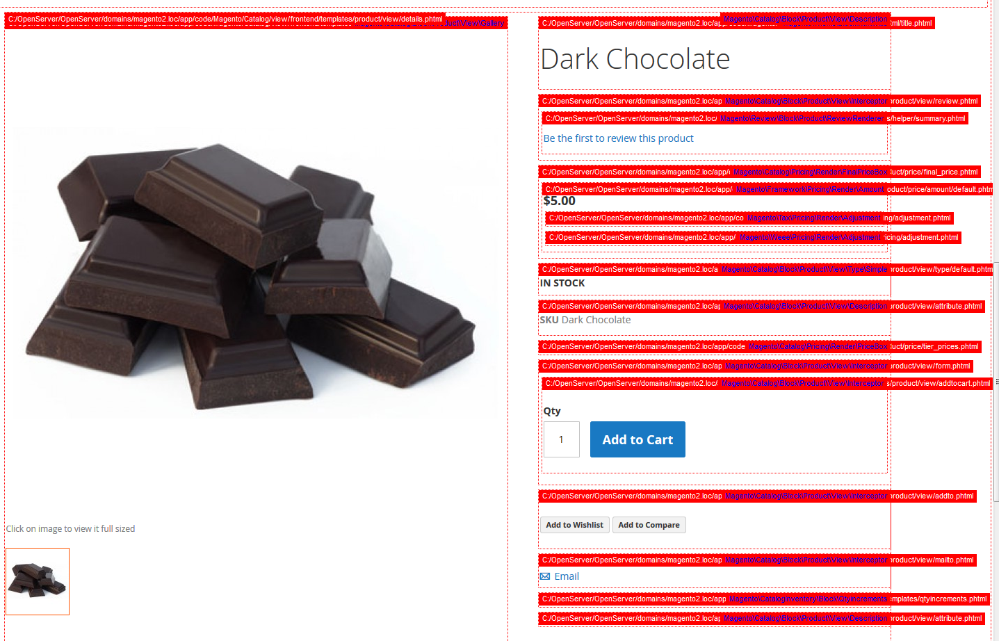 C:/OpenServer/OpenServer/domains/magento2.loc/app/code/Magento/Catalog/view/frontend/templates/product/view/details.phtml
duct\View\Gallery
C:/OpenServer/OpenServer/domains/magento2.loc/ap Magento\Catalog\Block\Product\View\Description ml/title.phtml
Dark Chocolate
C:/OpenServer/OpenServer/domains/magento2.loc/ap Magento\Catalog\Block\Product\View\Interceptor product/view/review.phtml
C:/OpenServer/OpenServer/domains/magento2.loc/ Magento\Review\Block\Product\ReviewRenderer s/helper/summary.phtml
Be the first to review this product
C:/OpenServer/OpenServer/domains/magento2.loc/app/ Magento\Catalog\Pricing\Render\FinalPriceBox uct/price/final_price.phtml
C:/OpenServer/OpenServer/domains/magento2.loc/app/ Magento\Framework\Pricing\Render\Amount oduct/price/amount/default.phtm
$5.00
C:/OpenServer/OpenServer/domains/magento2.loc/app/co Magento\Tax\Pricing\Render\Adjustment ing/adjustment.phtml
C:/OpenServer/OpenServer/domains/magento2.loc/app/ Magento\Weee\Pricing\Render\Adjustment ricing/adjustment.phtml
C:/OpenServer/OpenServer/domains/magento2.loc/a Magento\Catalog\Block\Product\View\Type\Simple product/view/type/default.phtm
IN STOCK
C:/OpenServer/OpenServer/domains/magento2.loc/ap Magento\Catalog\Block\Product\View\Description product/view/attribute.phtml
SKU Dark Chocolate
C:/OpenServer/OpenServer/domains/magento2.loc/app/code Magento\Catalog\Pricing\Render\PriceBox uct/price/tier_prices.phtml
C:/OpenServer/OpenServer/domains/magento2.loc/ap Magento\Catalog\Block\Product\View\Interceptor product/view/form.phtml
C:/OpenServer/OpenServer/domains/magento2.loc/ Magento\Catalog\Block\Product\View\Interceptor s/product/view/addtocart.phtml
Qty
1 Add to Cart
C:/OpenServer/OpenServer/domains/magento2.loc/ap Magento\Catalog\Block\Product\View\Interceptor product/view/addto.phtml
Add to Wishlist Add to Compare
Click on image to view it full sized
C:/OpenServer/OpenServer/domains/magento2.loc/ap Magento\Catalog\Block\Product\View\Interceptor product/view/mailto.phtml
Email
C:/OpenServer/OpenServer/domains/magento2.loc/app Magento\CatalogInventory\Block\Qtyincrements mplates/qtyincrements.phtml
C:/OpenServer/OpenServer/domains/magento2.loc/ap Magento\Catalog\Block\Product\View\Description product/view/attribute.phtml